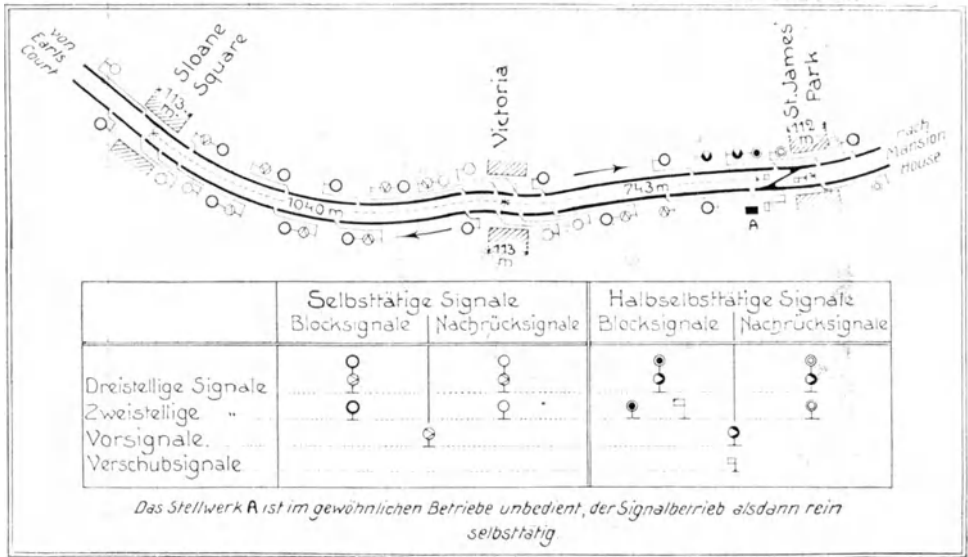 von
Earls
Court
Sloane
Square
113
m.
Victoria
St. James'
Park
112
m
nach
Mansion
House
1040 m
743 m
113
m
A
Selbsttätige Signale
Halbselbsttätige Signale
Blocksignale
Nachrücksignale
Blocksignale
Nachrücksignale
Dreistellige Signale
Zweistellige "
Vorsignale.
Verschubsignale
Das Stellwerk A ist im gewöhnlichen Betriebe unbedient, der Signalbetrieb alsdann rein
selbsttätig